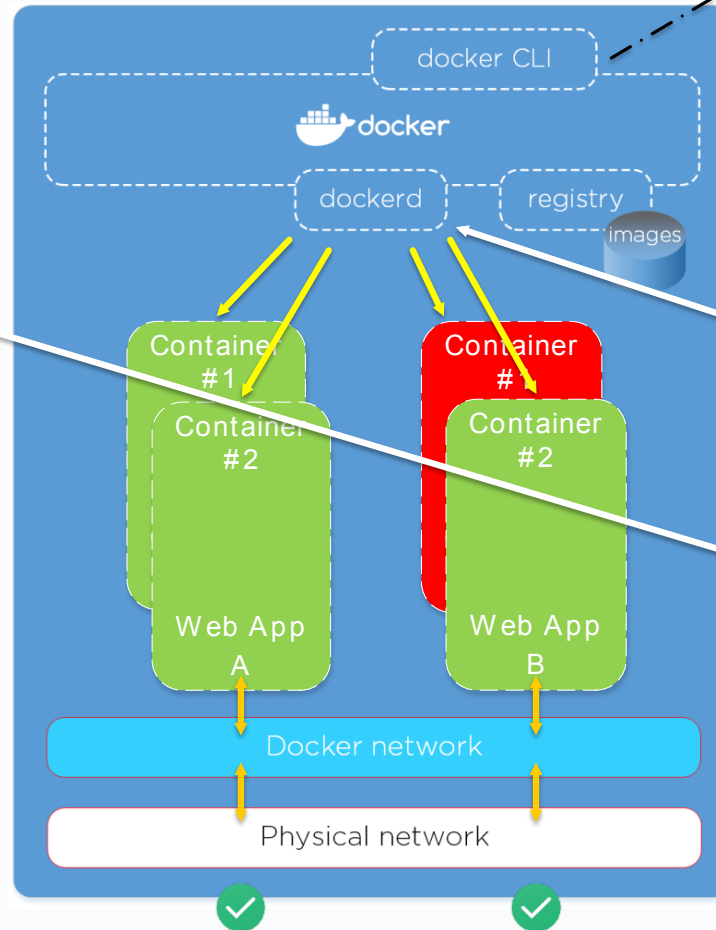 docker CLI
docker
dockerd
registry
images
Container
#1
Container
#2
Web App
A
Container
#1
Container
#2
Web App
B
Docker network
Physical network